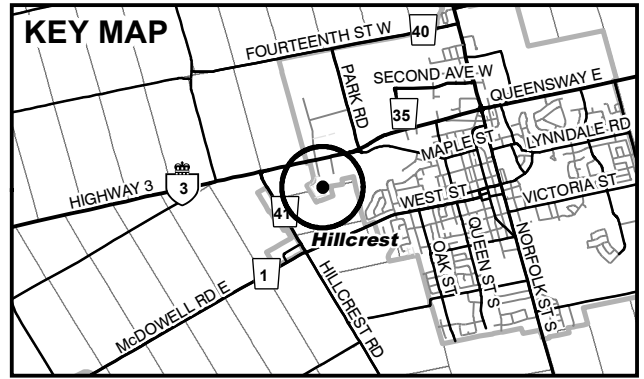 KEY MAP
FOURTEENTH ST W
40
SECOND AVE W
QUEENSWAY E
PARK RD
35
MAPLE ST
LYNNDALE RD
HIGHWAY 3
3
WEST ST
VICTORIA ST
41
Hillcrest
OAK ST
QUEEN ST S
NORFOLK ST S
1
HILLCREST RD
McDOWELL RD E